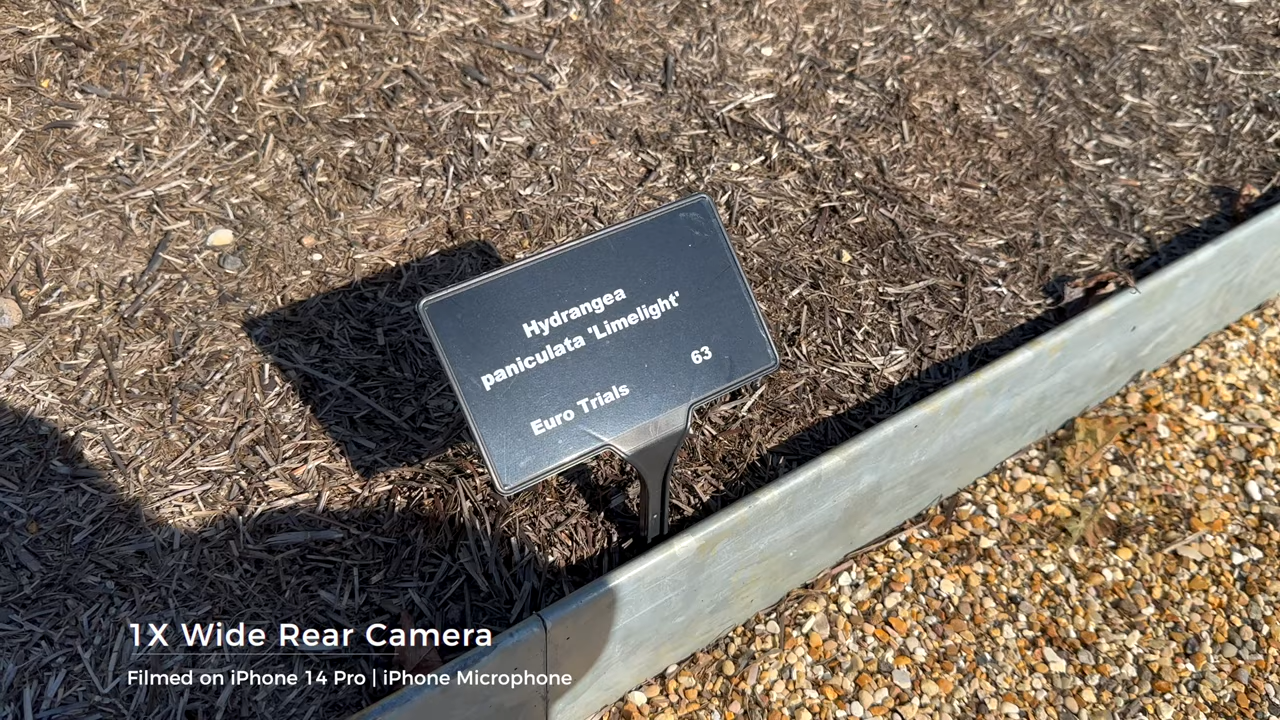 Hydrangea
paniculata 'Limelight'
63
Euro Trials
1X Wide Rear Camera
Filmed on iPhone 14 Pro | iPhone Microphone